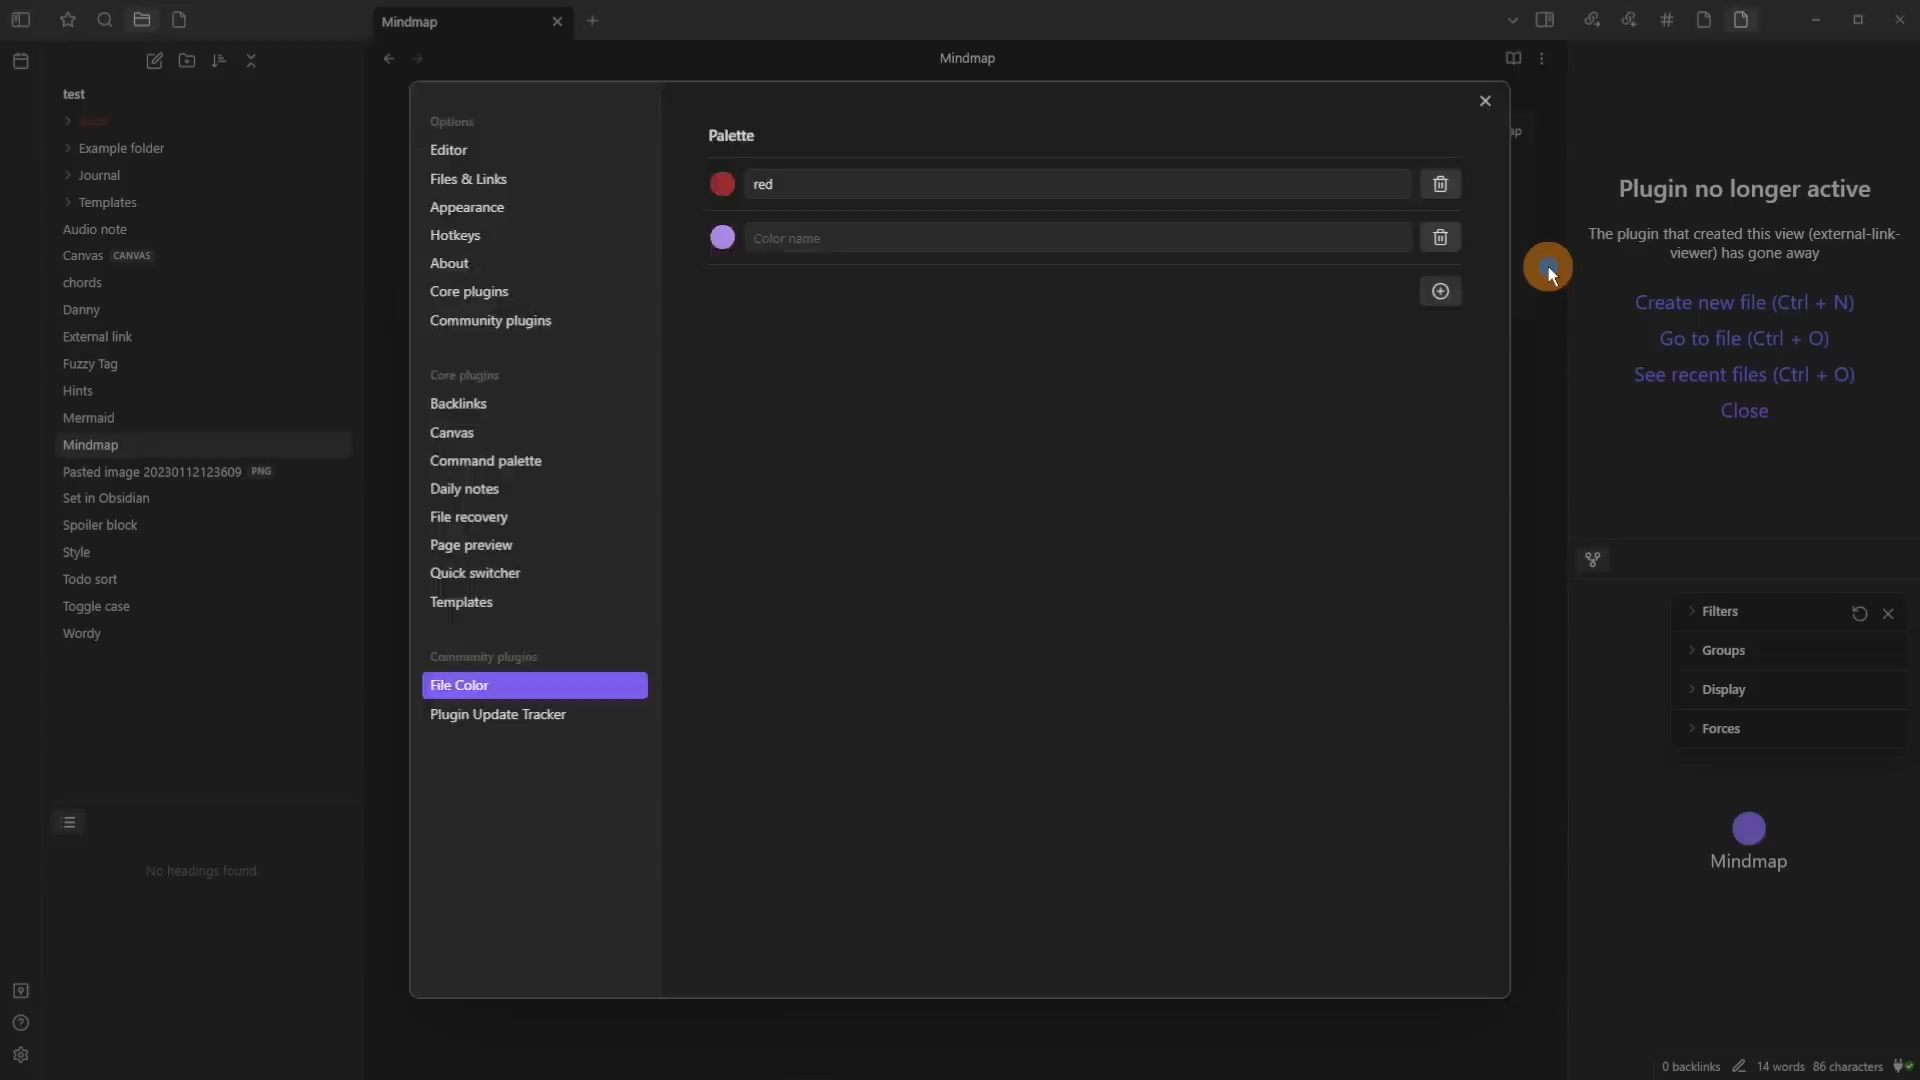 Mindmap
Mindmap
test
Example folder
Journal
Templates
Audio note
Canvas CANVAS
chords
Danny
External link
Fuzzy Tag
Hints
Mermaid
Mindmap
Pasted image 20230112123609 PNG
Set in Obsidian
Spoiler block
Style
Todo sort
Toggle case
Wordy
No headings found.
Options
Editor
Files & Links
Appearance
Hotkeys
About
Core plugins
Community plugins
Core plugins
Backlinks
Canvas
Command palette
Daily notes
File recovery
Page preview
Quick switcher
Templates
Community plugins
File Color
Plugin Update Tracker
Palette
red
Color name
Plugin no longer active
The plugin that created this view (external-link-
viewer) has gone away
Create new file (Ctrl + N)
Go to file (Ctrl + O)
See recent files (Ctrl + O)
Close
Filters
Groups
Display
Forces
Mindmap
0 backlinks 14 words 86 characters